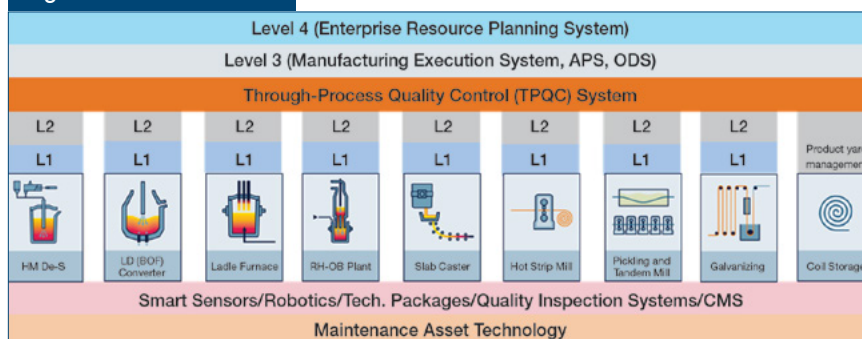 Level 4 (Enterprise Resource Planning System)
Level 3 (Manufacturing Execution System, APS, ODS)
Through-Process Quality Control (TPQC) System
L2 L2 L2 L2 L2 L2 L2 L2
L1 L1 L1 L1 L1 L1 L1 L1
Product yard
management
HM De-S
LD (BOF)
Converter
Ladle Furnace
RH-OB Plant
Slab Caster
Hot Strip Mill
Pickling and
Tandem Mill
Galvanizing
Coil Storage
Smart Sensors/Robotics/Tech. Packages/Quality Inspection Systems/CMS
Maintenance Asset Technology